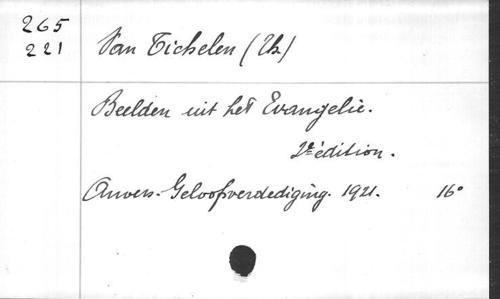 265
221
Van Tichelen (Th.)
Beelden uit het Evangelie.
2e édition.
Anvers. Geloofsverdediging. 1921. 16°